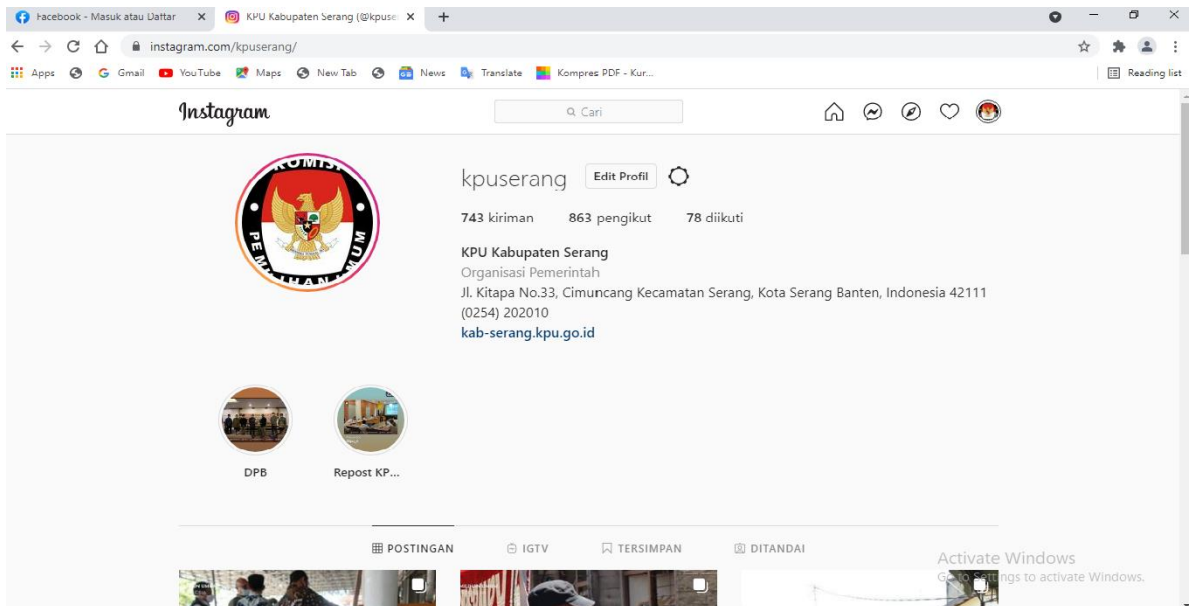 Facebook - Masuk atau Daftar
KPU Kabupaten Serang (@kpuse
instagram.com/kpuserang/
Apps Gmail YouTube Maps New Tab News Translate Kompres PDF - Kur... Reading list
Instagram
Cari
KOMISI
PEMILIHAN UMUM
kpuserang Edit Profil
743 kiriman 863 pengikut 78 diikuti
KPU Kabupaten Serang
Organisasi Pemerintah
Jl. Kitapa No.33, Cimuncang Kecamatan Serang, Kota Serang Banten, Indonesia 42111
(0254) 202010
kab-serang.kpu.go.id
DPB Repost KP...
POSTINGAN IGTV TERSIMPAN DITANDAI
Activate Windows
Go to Settings to activate Windows.